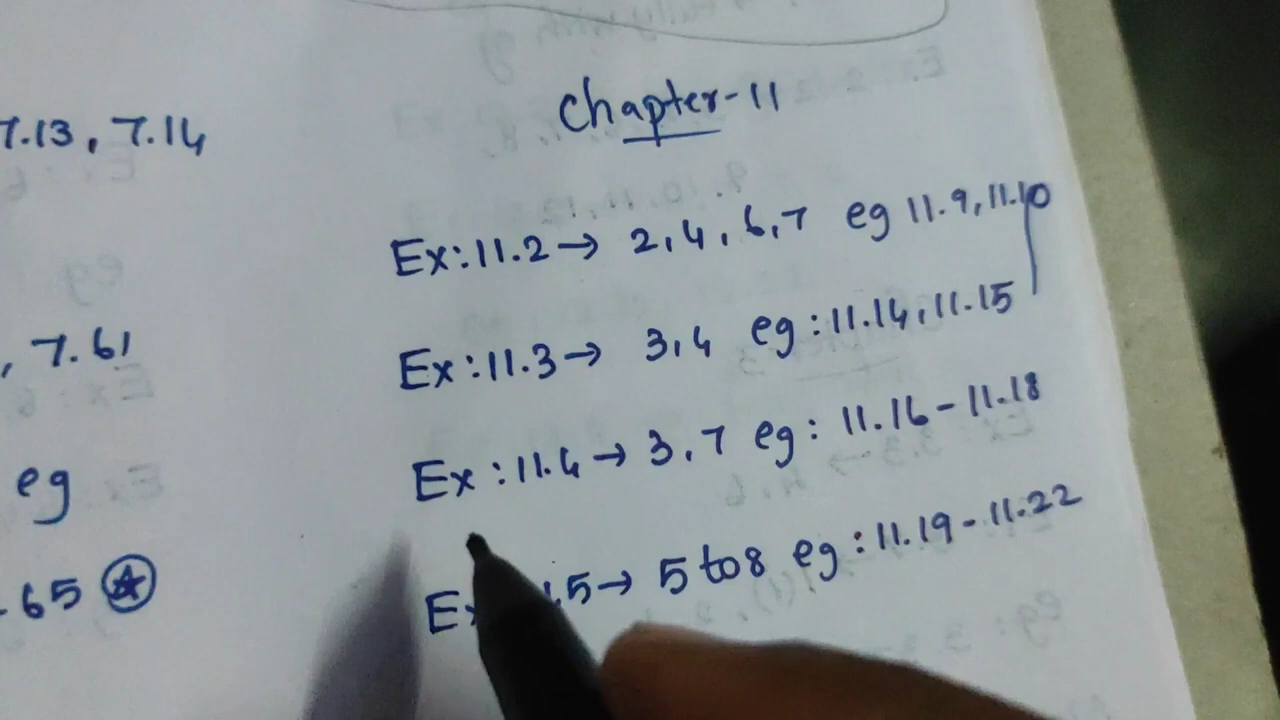 7.13, 7.14
, 7.61
eg
65
Chapter-11
Ex:11.2→ 2,4,6,7 eg 11.9,11.10
Ex:11.3→ 3,4 eg:11.14,11.15
Ex:11.4→ 3,7 eg: 11.16-11.18
.5→ 5 to 8 eg:11.19-11.22